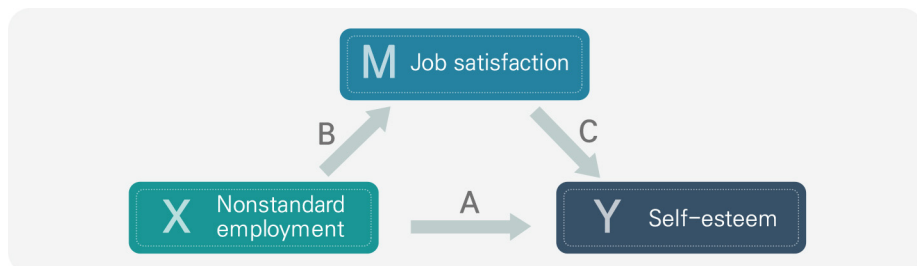 M Job satisfaction
B
C
X Nonstandard
employment
A
Y Self-esteem